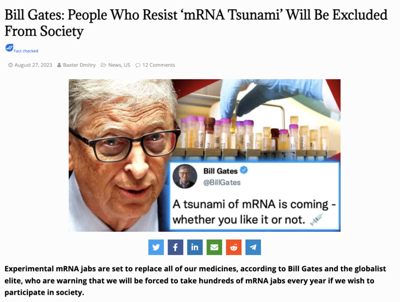 Bill Gates: People Who Resist ‘mRNA Tsunami’ Will Be Excluded
From Society
Fact checked
August 27, 2023 Baxter Dmitry News, US 12 Comments
Bill Gates
@BillGates
A tsunami of mRNA is coming -
whether you like it or not.
Experimental mRNA jabs are set to replace all of our medicines, according to Bill Gates and the globalist
elite, who are warning that we will be forced to take hundreds of mRNA jabs every year if we wish to
participate in society.